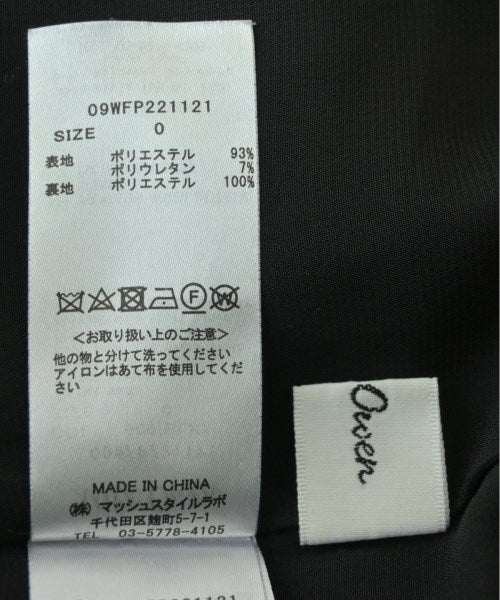 09WFP221121
SIZE 0
表地 ポリエステル 93%
ポリウレタン 7%
裏地 ポリエステル 100%
F W
<お取り扱い上のご注意>
他の物と分けて洗ってください
アイロンはあて布を使用してください
MADE IN CHINA
(株) マッシュスタイルラボ
千代田区麹町5-7-1
TEL 03-5778-4105
Owen